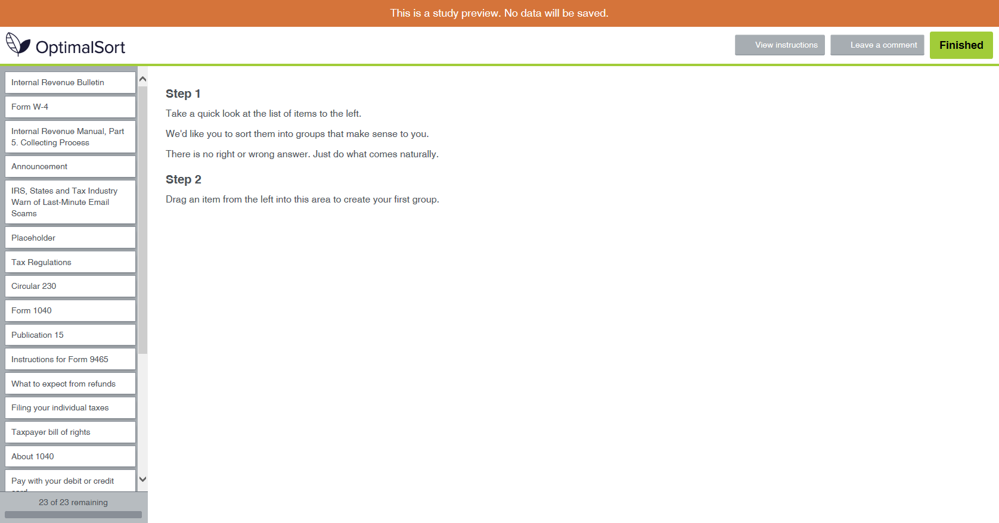 This is a study preview. No data will be saved.
OptimalSort
View instructions
Leave a comment
Finished
Internal Revenue Bulletin
Form W-4
Internal Revenue Manual, Part
5. Collecting Process
Announcement
IRS, States and Tax Industry
Warn of Last-Minute Email
Scams
Placeholder
Tax Regulations
Circular 230
Form 1040
Publication 15
Instructions for Form 9465
What to expect from refunds
Filing your individual taxes
Taxpayer bill of rights
About 1040
Pay with your debit or credit
23 of 23 remaining
Step 1
Take a quick look at the list of items to the left.
We'd like you to sort them into groups that make sense to you.
There is no right or wrong answer. Just do what comes naturally.
Step 2
Drag an item from the left into this area to create your first group.